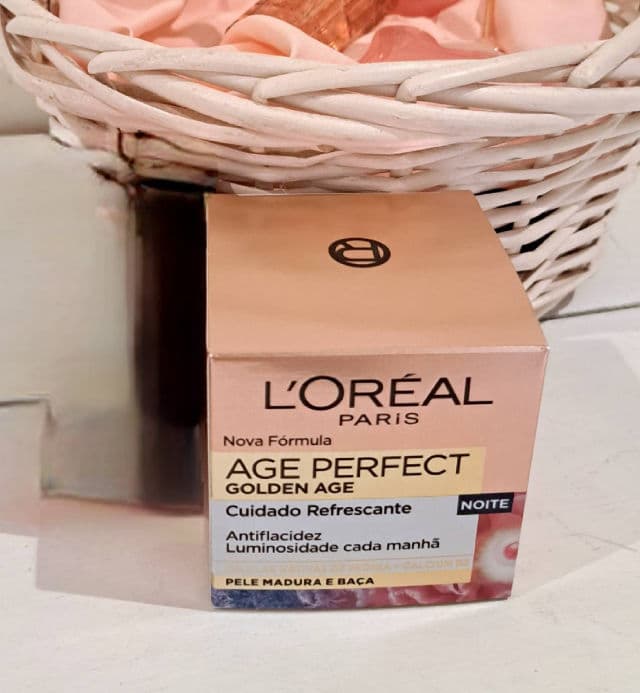 L'ORÉAL
PARIS
Nova Fórmula
AGE PERFECT
GOLDEN AGE
Cuidado Refrescante
NOITE
Antiflacidez
Luminosidade cada manhã
PELE MADURA E BAÇA